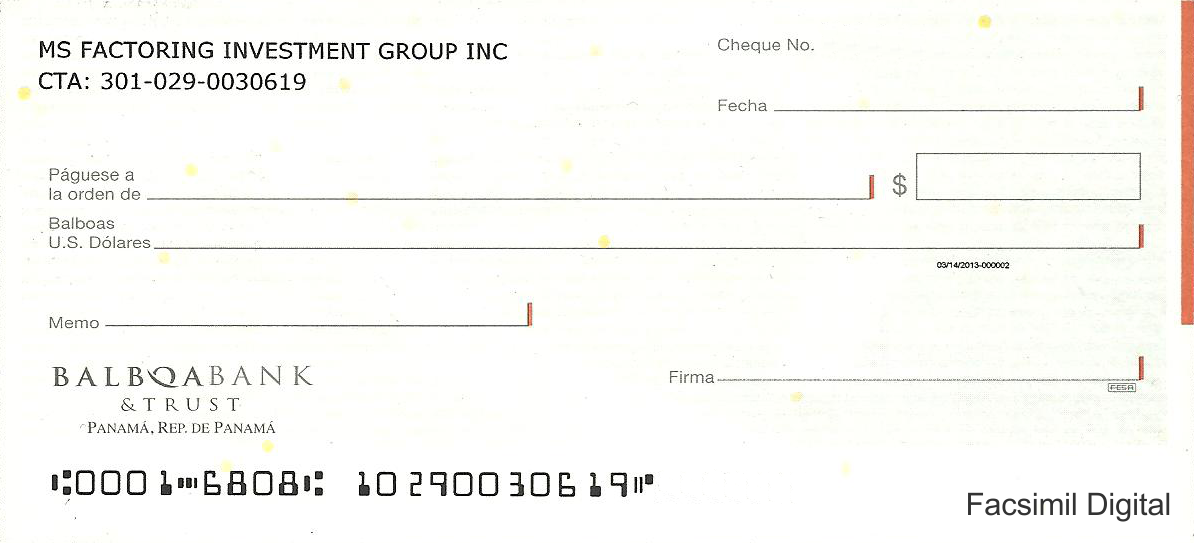 MS FACTORING INVESTMENT GROUP INC
CTA: 301-029-0030619
Cheque No.
Fecha
Páguese a
la orden de
$
Balboas
U.S. Dólares
03/14/2013-000002
Memo
BALBOABANK
& TRUST
PANAMÁ, REP. DE PANAMÁ
Firma
FESA
⑆0001⑉6808⑆ 10290030619⑈
Facsimil Digital